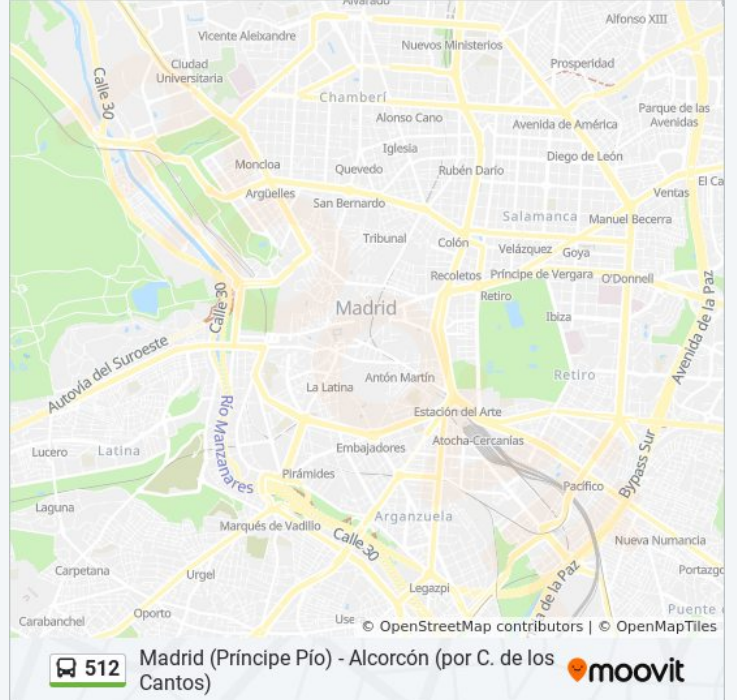 Alvarado
Alfonso XIII
Vicente Aleixandre
Nuevos Ministerios
Ciudad
Universitaria
Prosperidad
Calle 30
Chamberí
Parque de las
Avenidas
Alonso Cano
Avenida de América
Iglesia
Diego de León
Moncloa
Quevedo
Rubén Darío
El Ca
Argüelles
Ventas
San Bernardo
Salamanca
Manuel Becerra
Tribunal
Colón
Velázquez
Goya
Recoletos
Príncipe de Vergara
O'Donnell
Calle 30
Retiro
Madrid
Ibiza
Avenida de la Paz
Autovía del Suroeste
Retiro
Antón Martín
La Latina
Estación del Arte
Río Manzanares
Atocha-Cercanías
Lucero
Latina
Embajadores
Bypass Sur
Pirámides
Pacífico
Laguna
Arganzuela
Marqués de Vadillo
Calle 30
Nueva Numancia
Carpetana
Urgel
Portazgo
Legazpi
a de la Paz
Oporto
Puente
Carabanchel
Use
© OpenStreetMap contributors | © OpenMapTiles
512
Madrid (Príncipe Pío) - Alcorcón (por C. de los
Cantos)
moovit